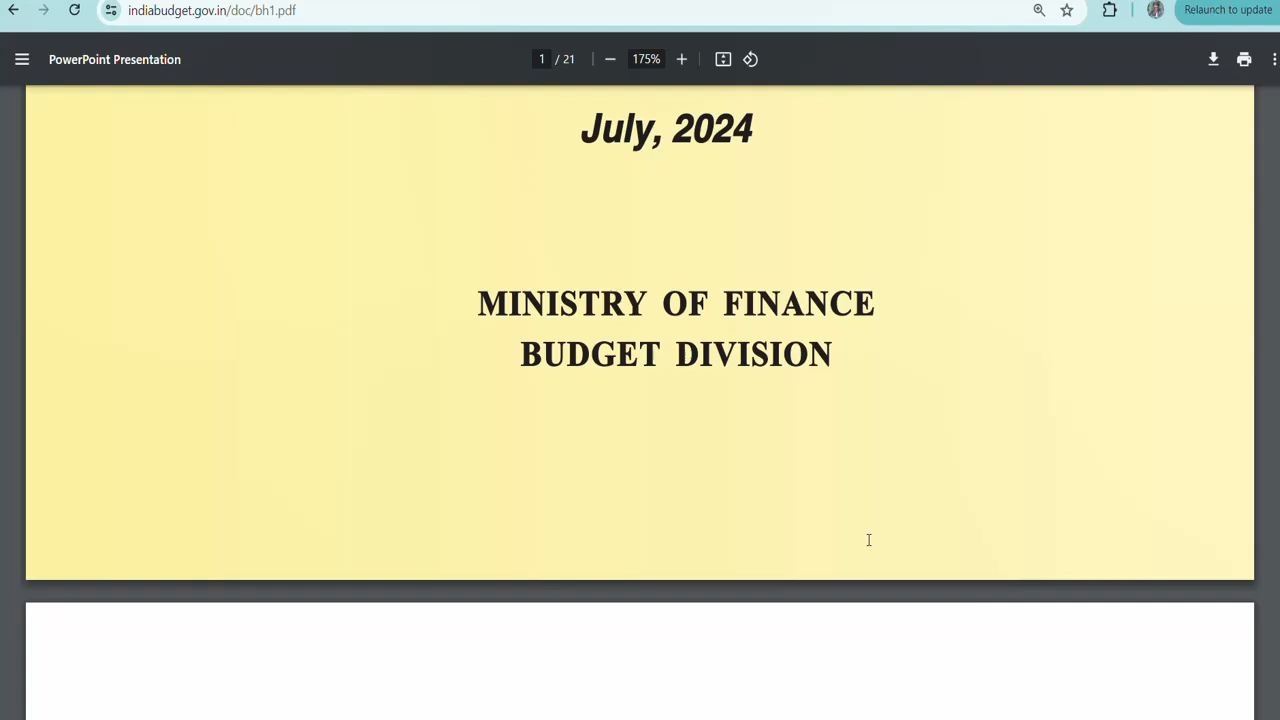 indiabudget.gov.in/doc/bh1.pdf
Relaunch to update
PowerPoint Presentation
1 / 21
175%
July, 2024
MINISTRY OF FINANCE
BUDGET DIVISION